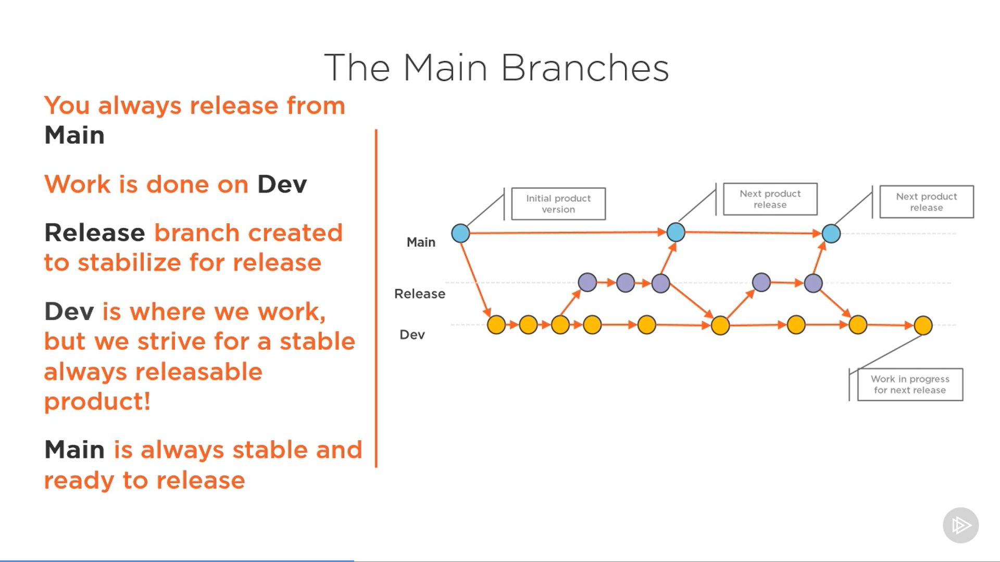 The Main Branches
You always release from
Main
Work is done on Dev
Release branch created
to stabilize for release
Dev is where we work,
but we strive for a stable
always releasable
product!
Main is always stable and
ready to release
Initial product
version
Next product
release
Next product
release
Main
Release
Dev
Work in progress
for next release